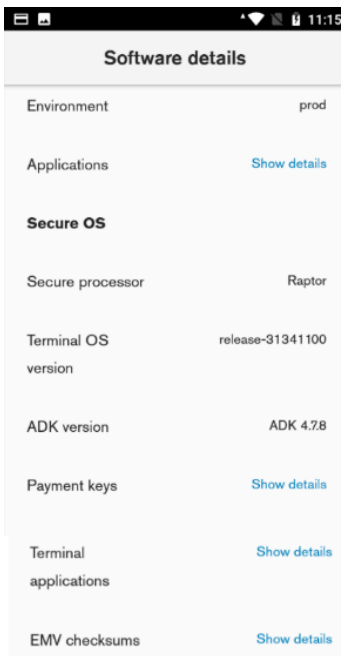 11:15
Software details
Environment prod
Applications Show details
Secure OS
Secure processor Raptor
Terminal OS version release-31341100
ADK version ADK 4.7.8
Payment keys Show details
Terminal applications Show details
EMV checksums Show details